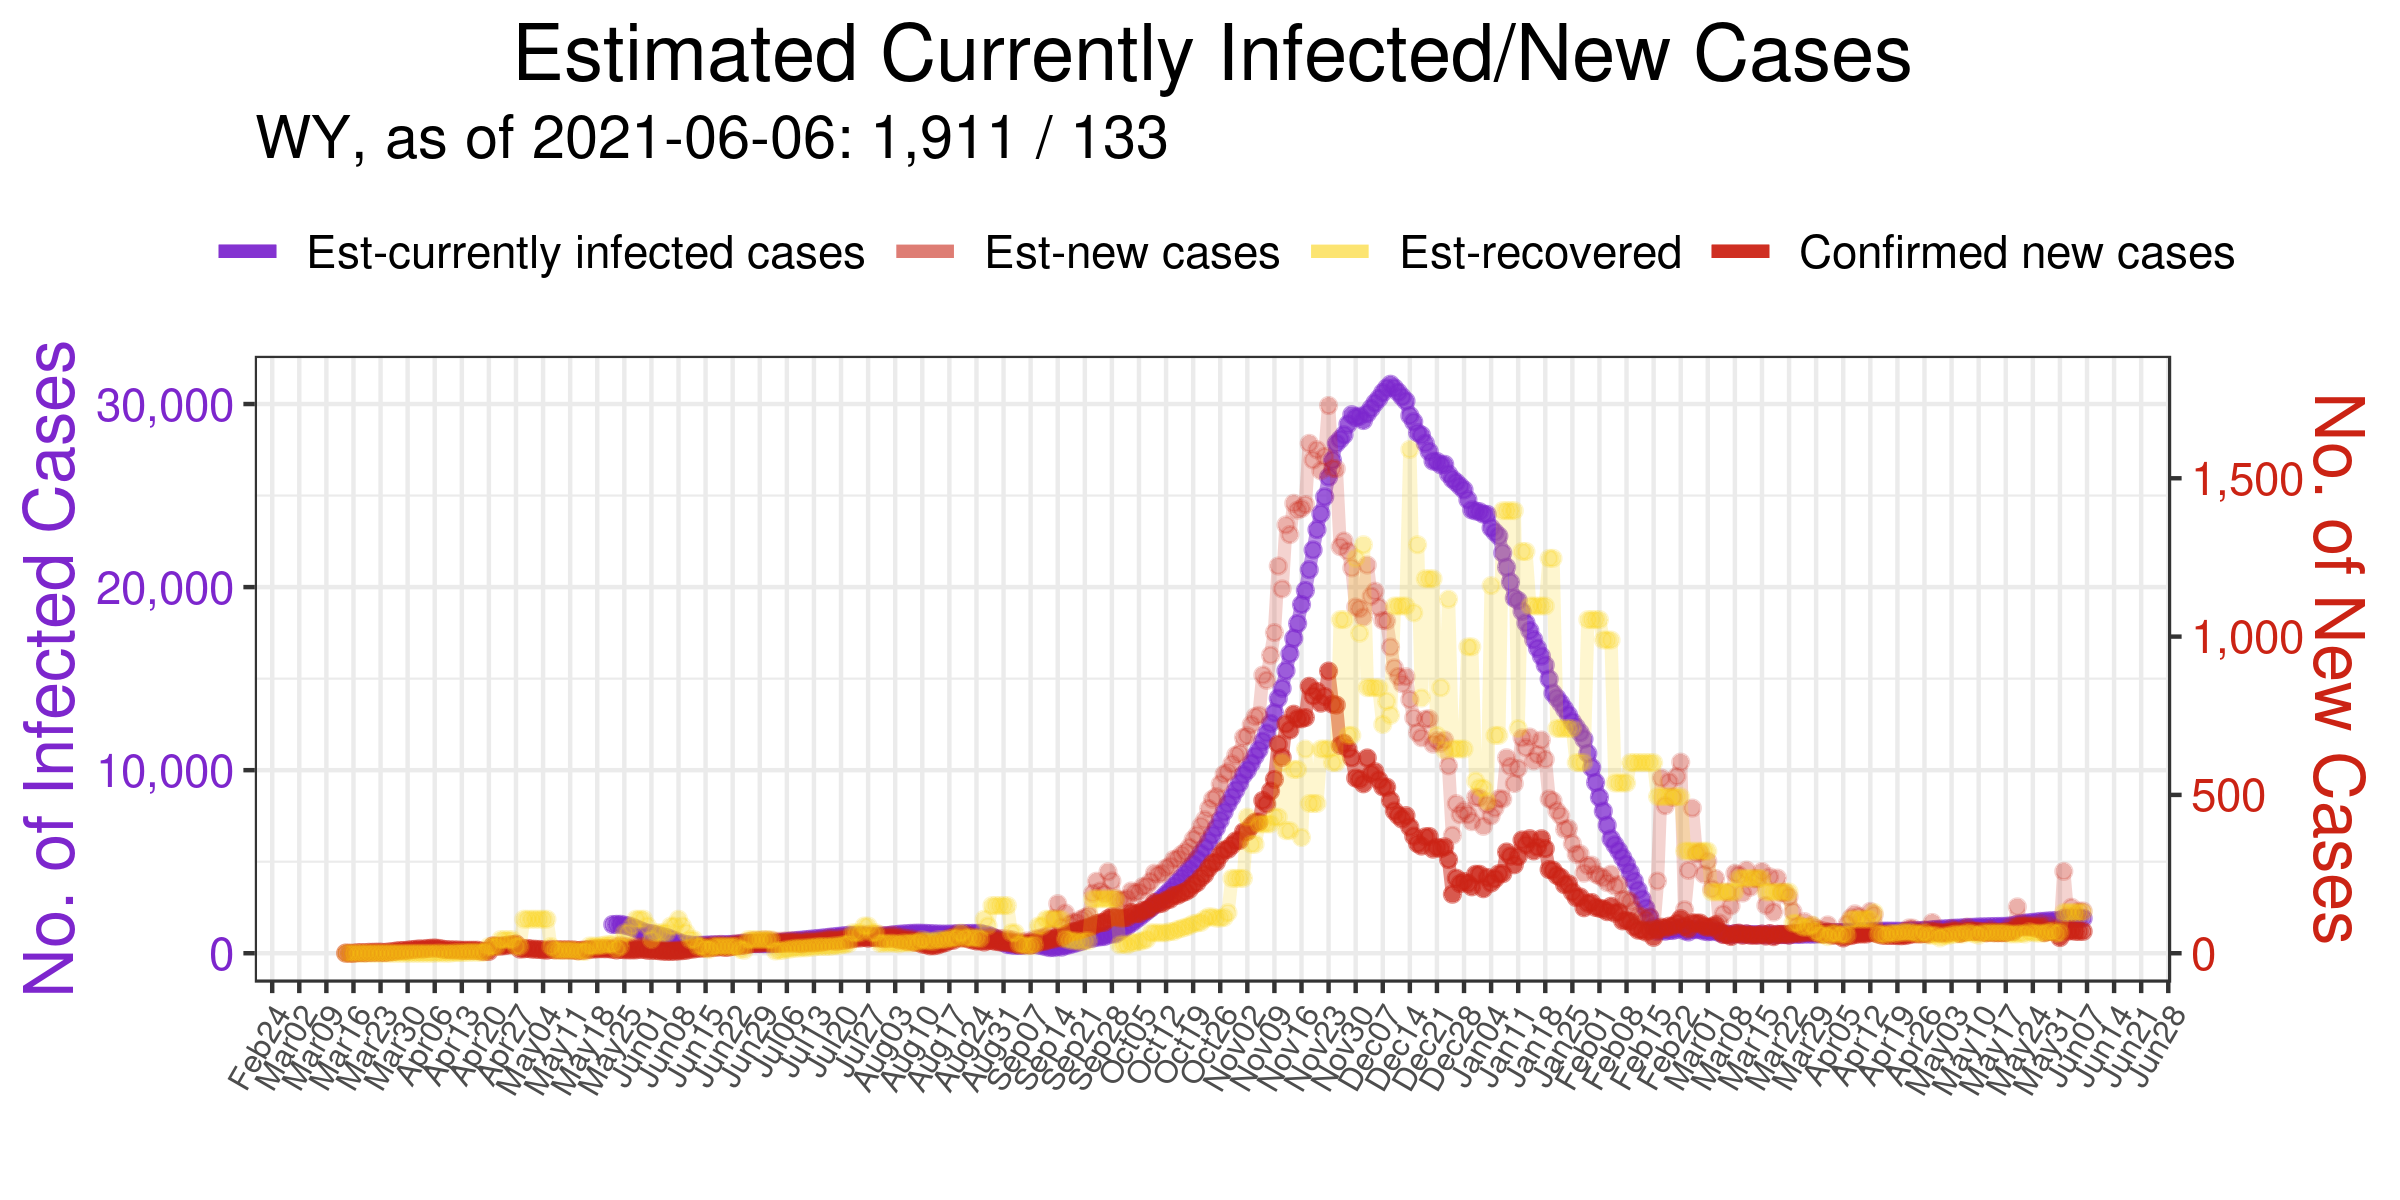 Estimated Currently Infected/New Cases
WY, as of 2021-06-06: 1,911 / 133
Est-currently infected cases
Est-new cases
Est-recovered
Confirmed new cases
No. of Infected Cases
30,000
20,000
10,000
0
No. of New Cases
1,500
1,000
500
0
Feb24
Mar02
Mar09
Mar16
Mar23
Mar30
Apr06
Apr13
Apr20
Apr27
May04
May11
May18
May25
Jun01
Jun08
Jun15
Jun22
Jun29
Jul06
Jul13
Jul20
Jul27
Aug03
Aug10
Aug17
Aug24
Aug31
Sep07
Sep14
Sep21
Sep28
Oct05
Oct12
Oct19
Oct26
Nov02
Nov09
Nov16
Nov23
Nov30
Dec07
Dec14
Dec21
Dec28
Jan04
Jan11
Jan18
Jan25
Feb01
Feb08
Feb15
Feb22
Mar01
Mar08
Mar15
Mar22
Mar29
Apr05
Apr12
Apr19
Apr26
May03
May10
May17
May24
May31
Jun07
Jun14
Jun21
Jun28